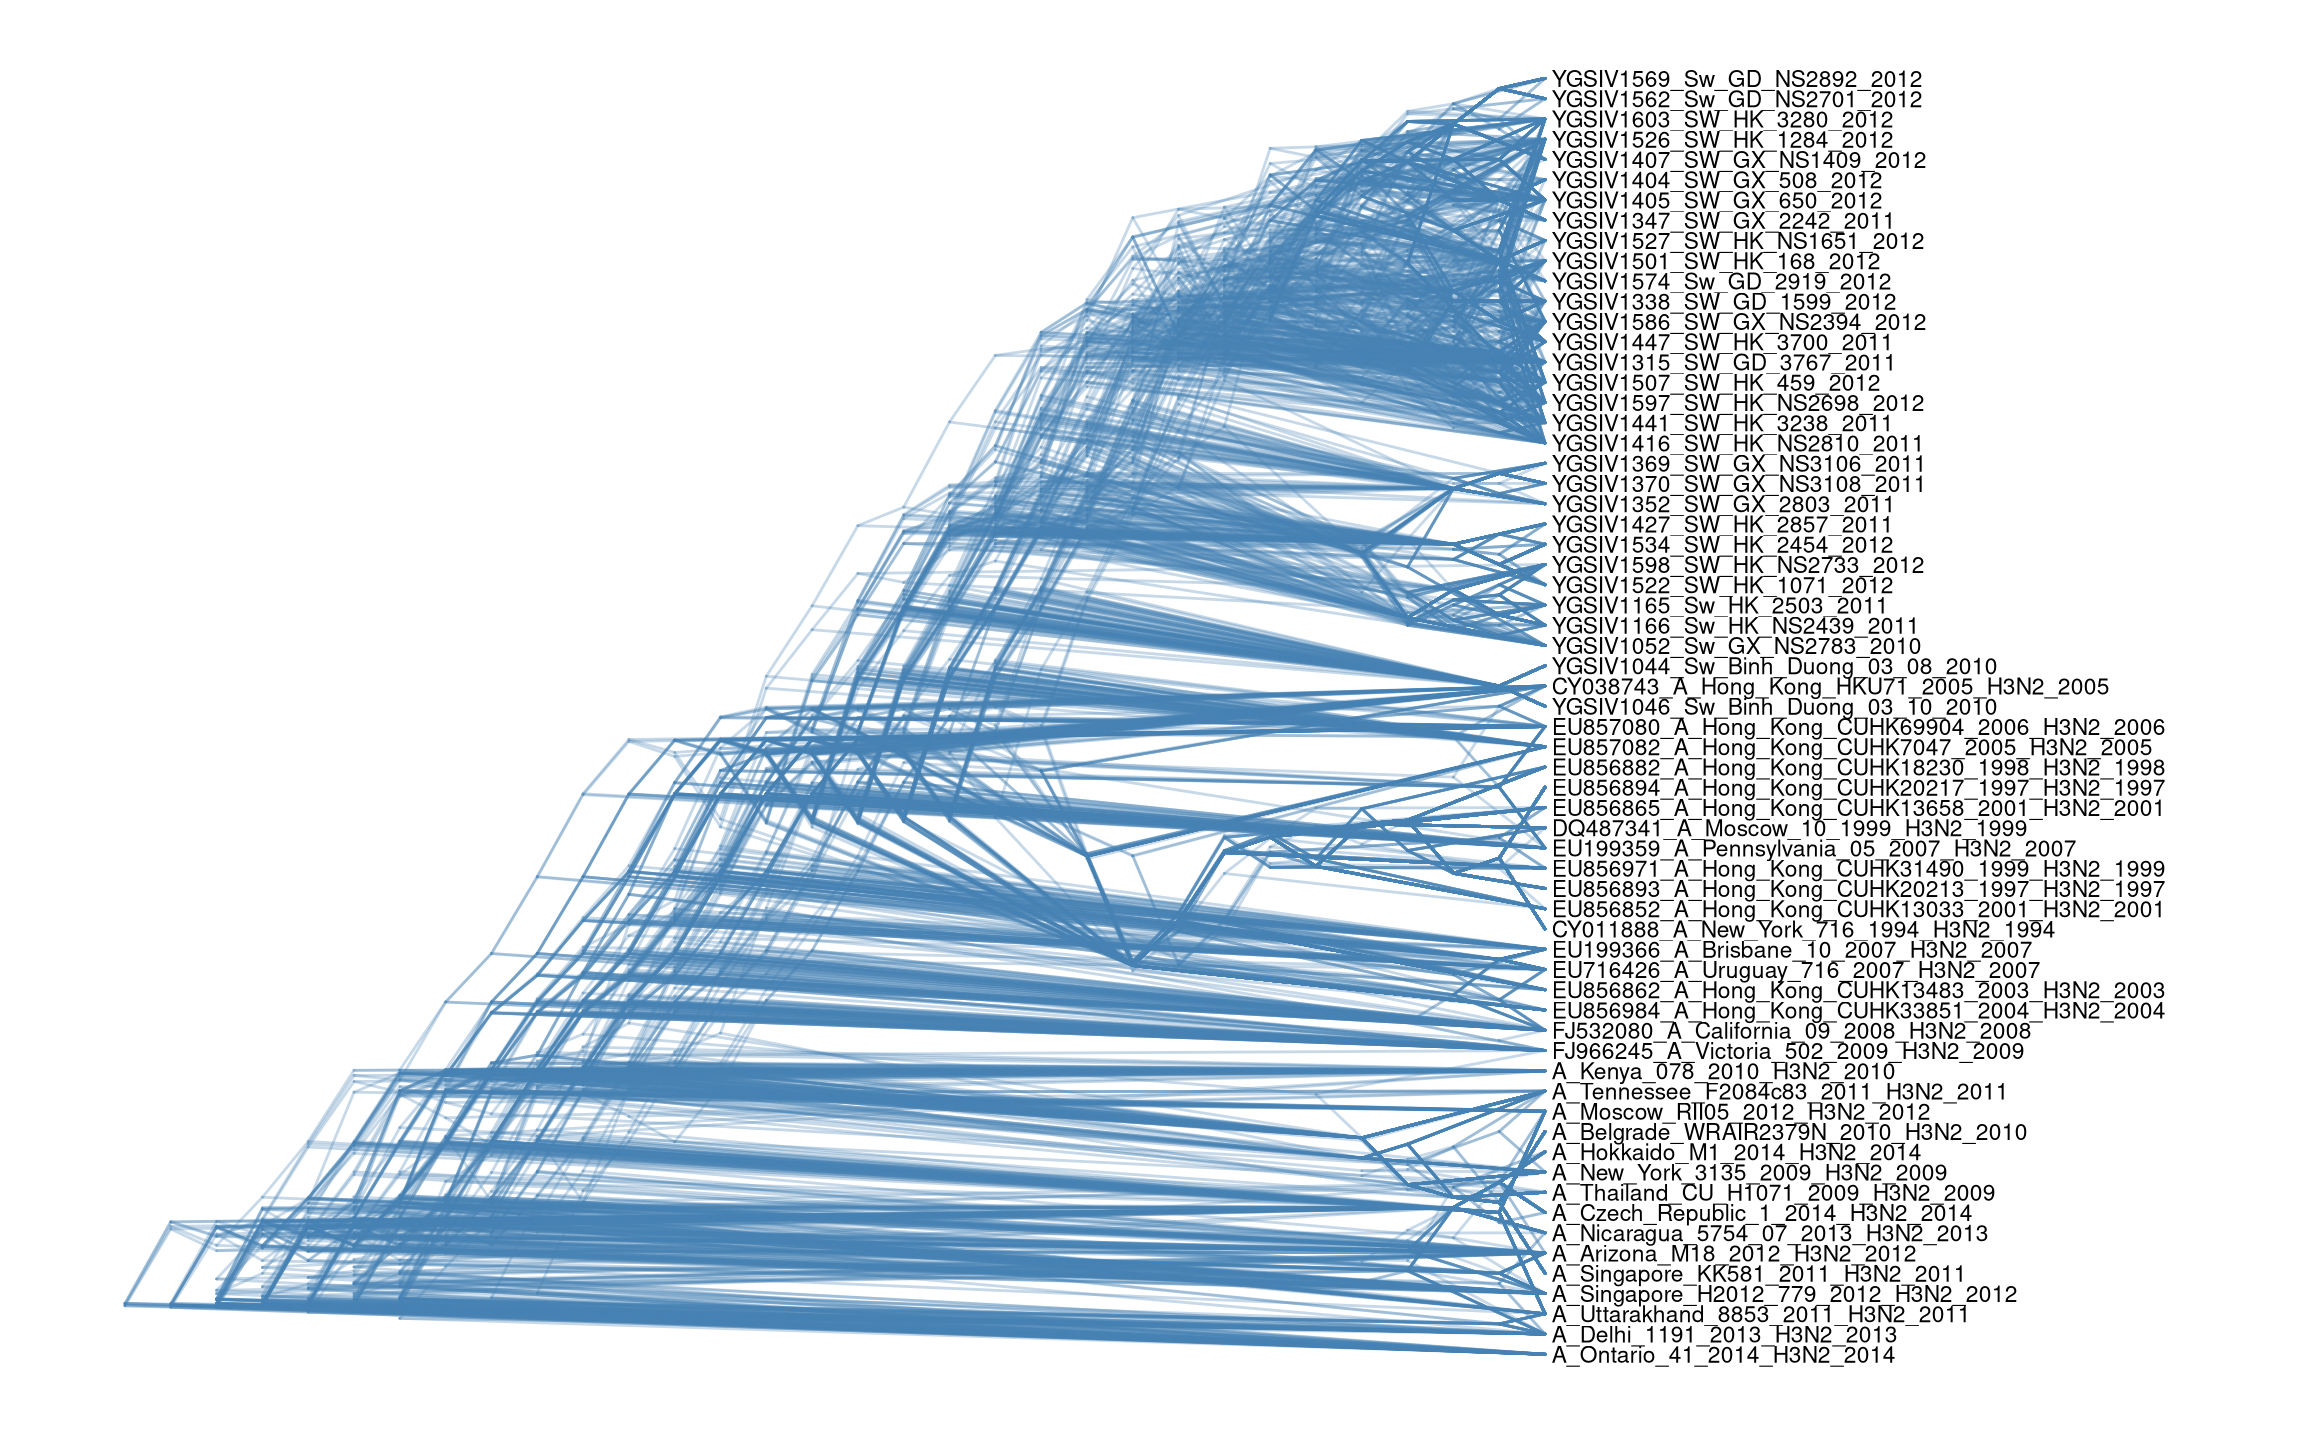 YGSIV1569_Sw_GD_NS2892_2012
YGSIV1562_Sw_GD_NS2701_2012
YGSIV1603_SW_HK_3280_2012
YGSIV1526_SW_HK_1284_2012
YGSIV1407_SW_GX_NS1409_2012
YGSIV1404_SW_GX_508_2012
YGSIV1405_SW_GX_650_2012
YGSIV1347_SW_GX_2242_2011
YGSIV1527_SW_HK_NS1651_2012
YGSIV1501_SW_HK_168_2012
YGSIV1574_Sw_GD_2919_2012
YGSIV1338_SW_GD_1599_2012
YGSIV1586_SW_GX_NS2394_2012
YGSIV1447_SW_HK_3700_2011
YGSIV1315_SW_GD_3767_2011
YGSIV1507_SW_HK_459_2012
YGSIV1597_SW_HK_NS2698_2012
YGSIV1441_SW_HK_3238_2011
YGSIV1416_SW_HK_NS2810_2011
YGSIV1369_SW_GX_NS3106_2011
YGSIV1370_SW_GX_NS3108_2011
YGSIV1352_SW_GX_2803_2011
YGSIV1427_SW_HK_2857_2011
YGSIV1534_SW_HK_2454_2012
YGSIV1598_SW_HK_NS2733_2012
YGSIV1522_SW_HK_1071_2012
YGSIV1165_Sw_HK_2503_2011
YGSIV1166_Sw_HK_NS2439_2011
YGSIV1052_Sw_GX_NS2783_2010
YGSIV1044_Sw_Binh_Duong_03_08_2010
CY038743_A_Hong_Kong_HKU71_2005_H3N2_2005
YGSIV1046_Sw_Binh_Duong_03_10_2010
EU857080_A_Hong_Kong_CUHK69904_2006_H3N2_2006
EU857082_A_Hong_Kong_CUHK7047_2005_H3N2_2005
EU856882_A_Hong_Kong_CUHK18230_1998_H3N2_1998
EU856894_A_Hong_Kong_CUHK20217_1997_H3N2_1997
EU856865_A_Hong_Kong_CUHK13658_2001_H3N2_2001
DQ487341_A_Moscow_10_1999_H3N2_1999
EU199359_A_Pennsylvania_05_2007_H3N2_2007
EU856971_A_Hong_Kong_CUHK31490_1999_H3N2_1999
EU856893_A_Hong_Kong_CUHK20213_1997_H3N2_1997
EU856852_A_Hong_Kong_CUHK13033_2001_H3N2_2001
CY011888_A_New_York_716_1994_H3N2_1994
EU199366_A_Brisbane_10_2007_H3N2_2007
EU716426_A_Uruguay_716_2007_H3N2_2007
EU856862_A_Hong_Kong_CUHK13483_2003_H3N2_2003
EU856984_A_Hong_Kong_CUHK33851_2004_H3N2_2004
FJ532080_A_California_09_2008_H3N2_2008
FJ966245_A_Victoria_502_2009_H3N2_2009
A_Kenya_078_2010_H3N2_2010
A_Tennessee_F2084c83_2011_H3N2_2011
A_Moscow_RII05_2012_H3N2_2012
A_Belgrade_WRAIR2379N_2010_H3N2_2010
A_Hokkaido_M1_2014_H3N2_2014
A_New_York_3135_2009_H3N2_2009
A_Thailand_CU_H1071_2009_H3N2_2009
A_Czech_Republic_1_2014_H3N2_2014
A_Nicaragua_5754_07_2013_H3N2_2013
A_Arizona_M18_2012_H3N2_2012
A_Singapore_KK581_2011_H3N2_2011
A_Singapore_H2012_779_2012_H3N2_2012
A_Uttarakhand_8853_2011_H3N2_2011
A_Delhi_1191_2013_H3N2_2013
A_Ontario_41_2014_H3N2_2014